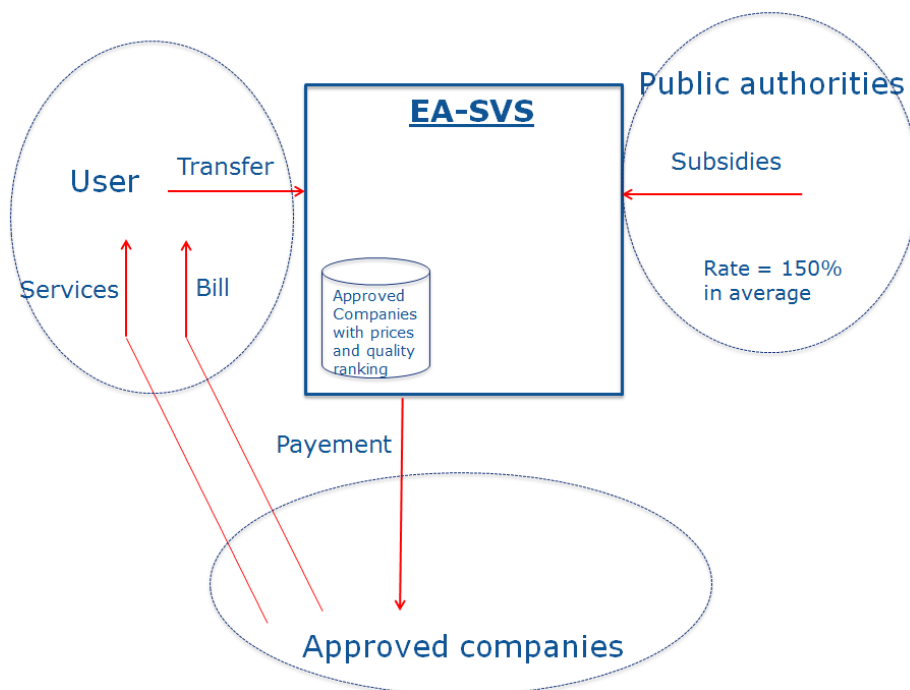 Public authorities
EA-SVS
User
Transfer
Subsidies
Services
Bill
Rate = 150%
in average
Approved
Companies
with prices
and quality
ranking
Payement
Approved companies